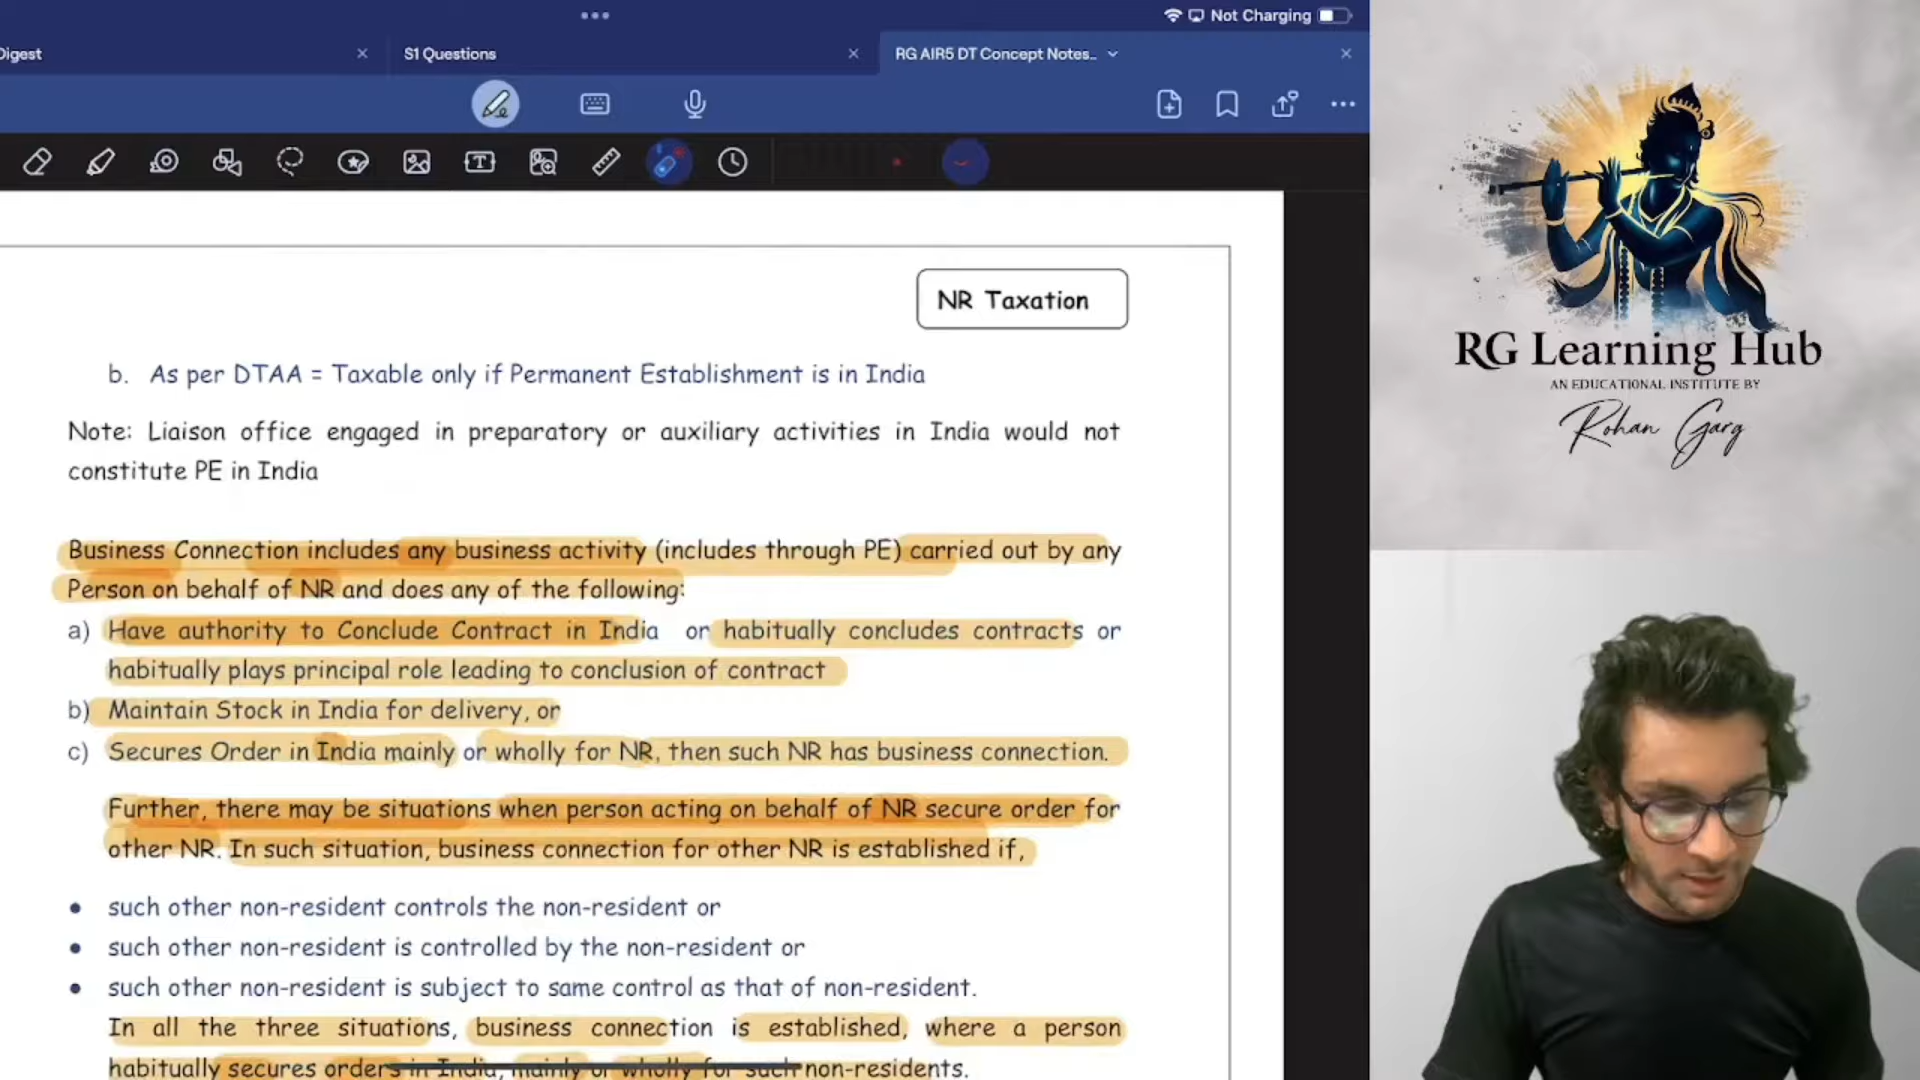 Not Charging
Digest
S1 Questions
RG AIR5 DT Concept Notes..
NR Taxation
b. As per DTAA = Taxable only if Permanent Establishment is in India
Note: Liaison office engaged in preparatory or auxiliary activities in India would not
constitute PE in India
Business Connection includes any business activity (includes through PE) carried out by any
Person on behalf of NR and does any of the following:
a) Have authority to Conclude Contract in India or habitually concludes contracts or
habitually plays principal role leading to conclusion of contract
b) Maintain Stock in India for delivery, or
c) Secures Order in India mainly or wholly for NR, then such NR has business connection.
Further, there may be situations when person acting on behalf of NR secure order for
other NR. In such situation, business connection for other NR is established if,
• such other non-resident controls the non-resident or
• such other non-resident is controlled by the non-resident or
• such other non-resident is subject to same control as that of non-resident.
In all the three situations, business connection is established, where a person
habitually secures orders in India, mainly or wholly for such non-residents.
RG Learning Hub
AN EDUCATIONAL INSTITUTE BY
Rohan Garg